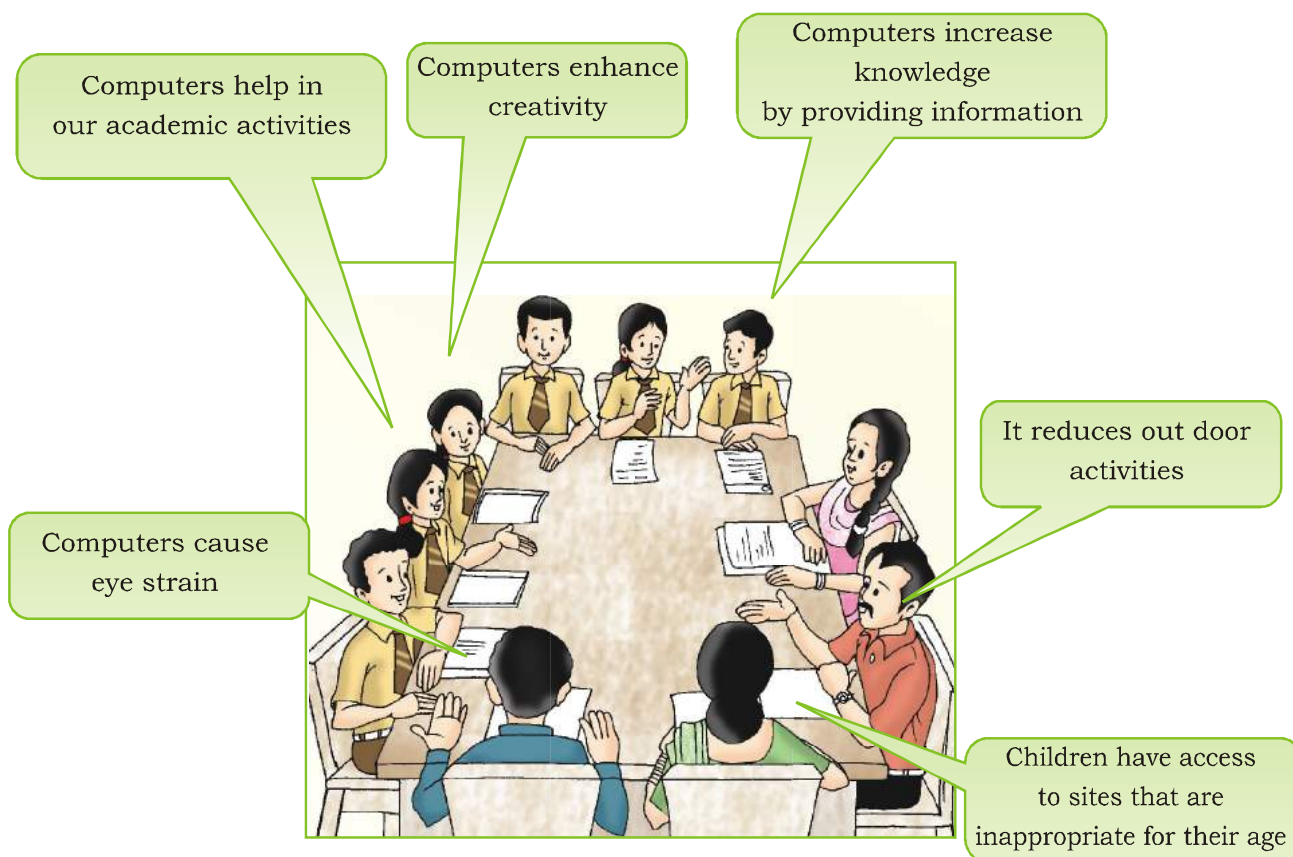 Computers help in
our academic activities
Computers enhance
creativity
Computers increase
knowledge
by providing information
It reduces out door
activities
Computers cause
eye strain
Children have access
to sites that are
inappropriate for their age